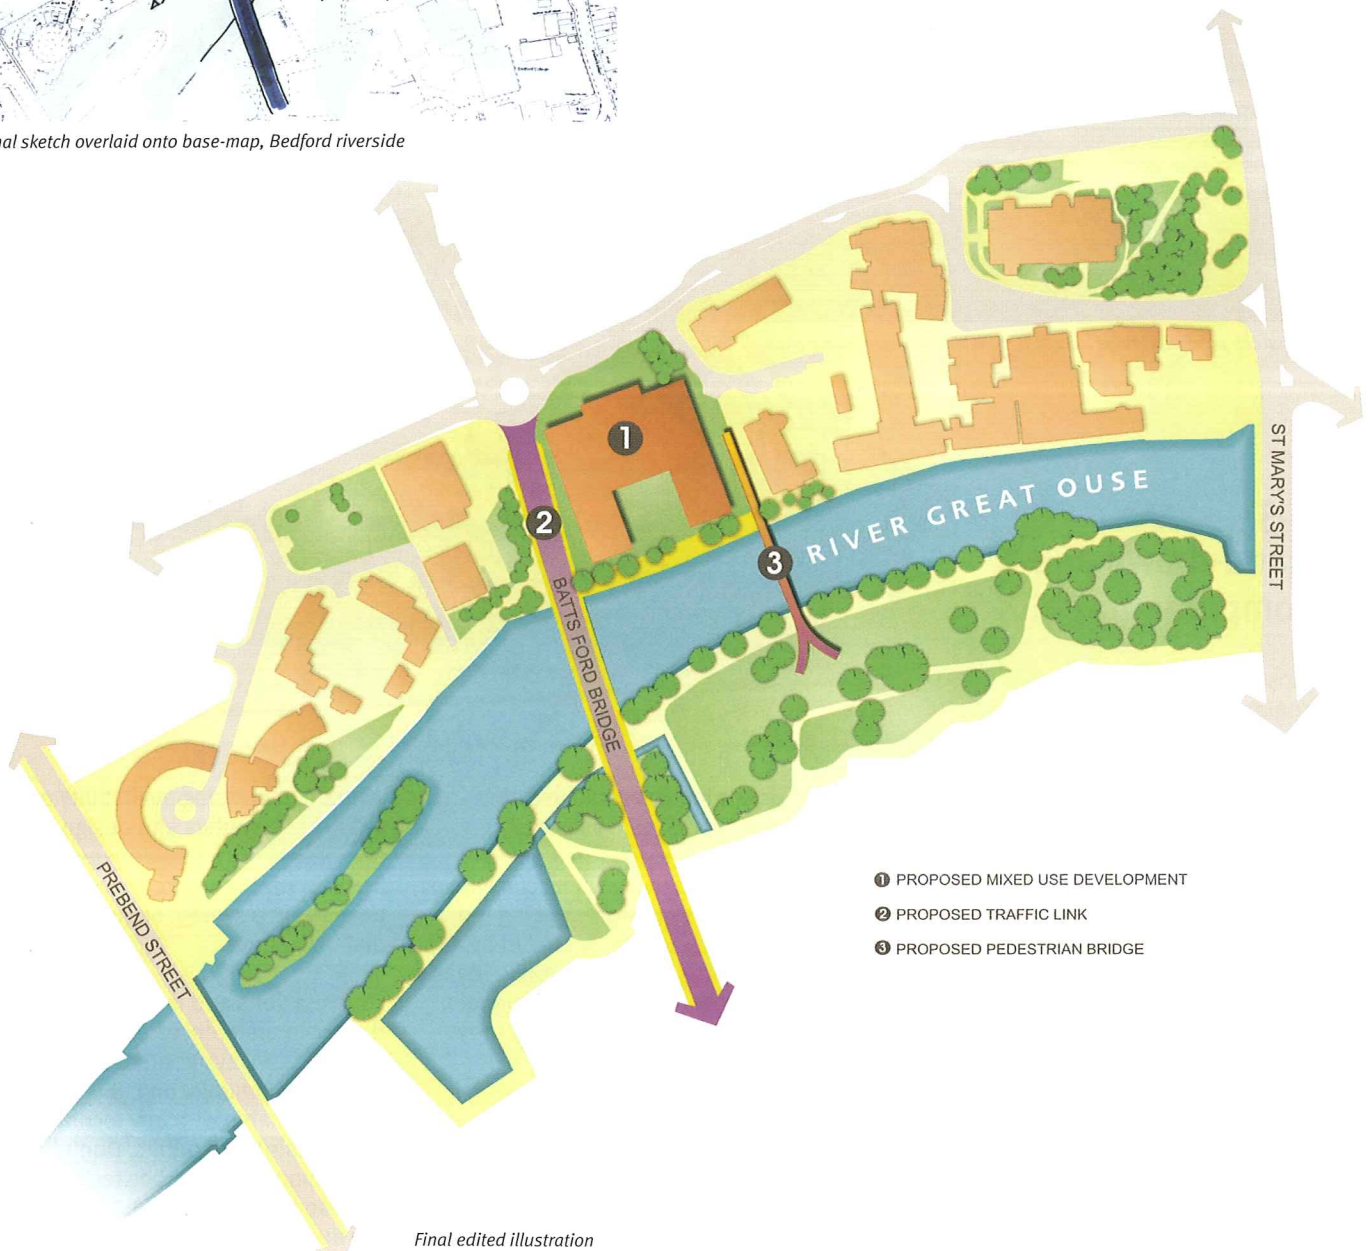 nal sketch overlaid onto base-map, Bedford riverside
ST MARY'S STREET
1
RIVER GREAT OUSE
2
3
BATTS FORD BRIDGE
PREBEND STREET
1 PROPOSED MIXED USE DEVELOPMENT
2 PROPOSED TRAFFIC LINK
3 PROPOSED PEDESTRIAN BRIDGE
Final edited illustration